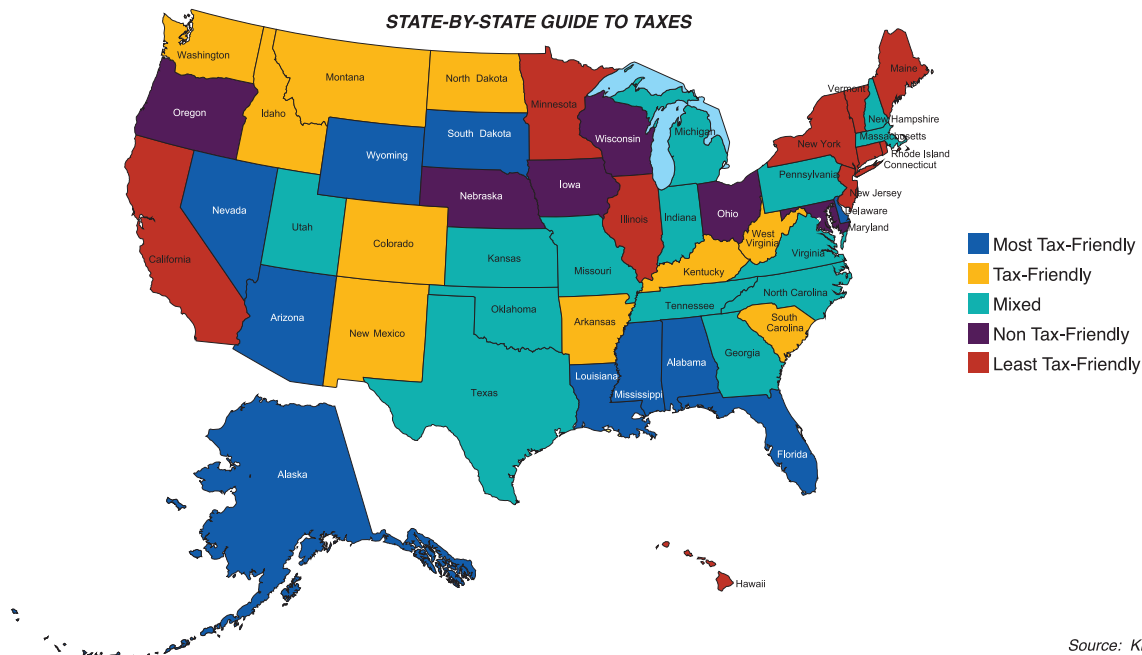 STATE-BY-STATE GUIDE TO TAXES
Washington
Montana
North Dakota
Minnesota
Maine
Vermont
Oregon
Idaho
South Dakota
Wisconsin
Michigan
New Hampshire
Massachusetts
New York
Rhode Island
Connecticut
Wyoming
Pennsylvania
Nebraska
Iowa
New Jersey
Nevada
Illinois
Indiana
Ohio
Delaware
Maryland
Utah
Colorado
West
Virginia
Virginia
California
Kansas
Missouri
Kentucky
North Carolina
Tennessee
Arizona
Oklahoma
Arkansas
South
Carolina
New Mexico
Georgia
Alabama
Louisiana
Mississippi
Texas
Florida
Alaska
Hawaii
Most Tax-Friendly
Tax-Friendly
Mixed
Non Tax-Friendly
Least Tax-Friendly
Source: